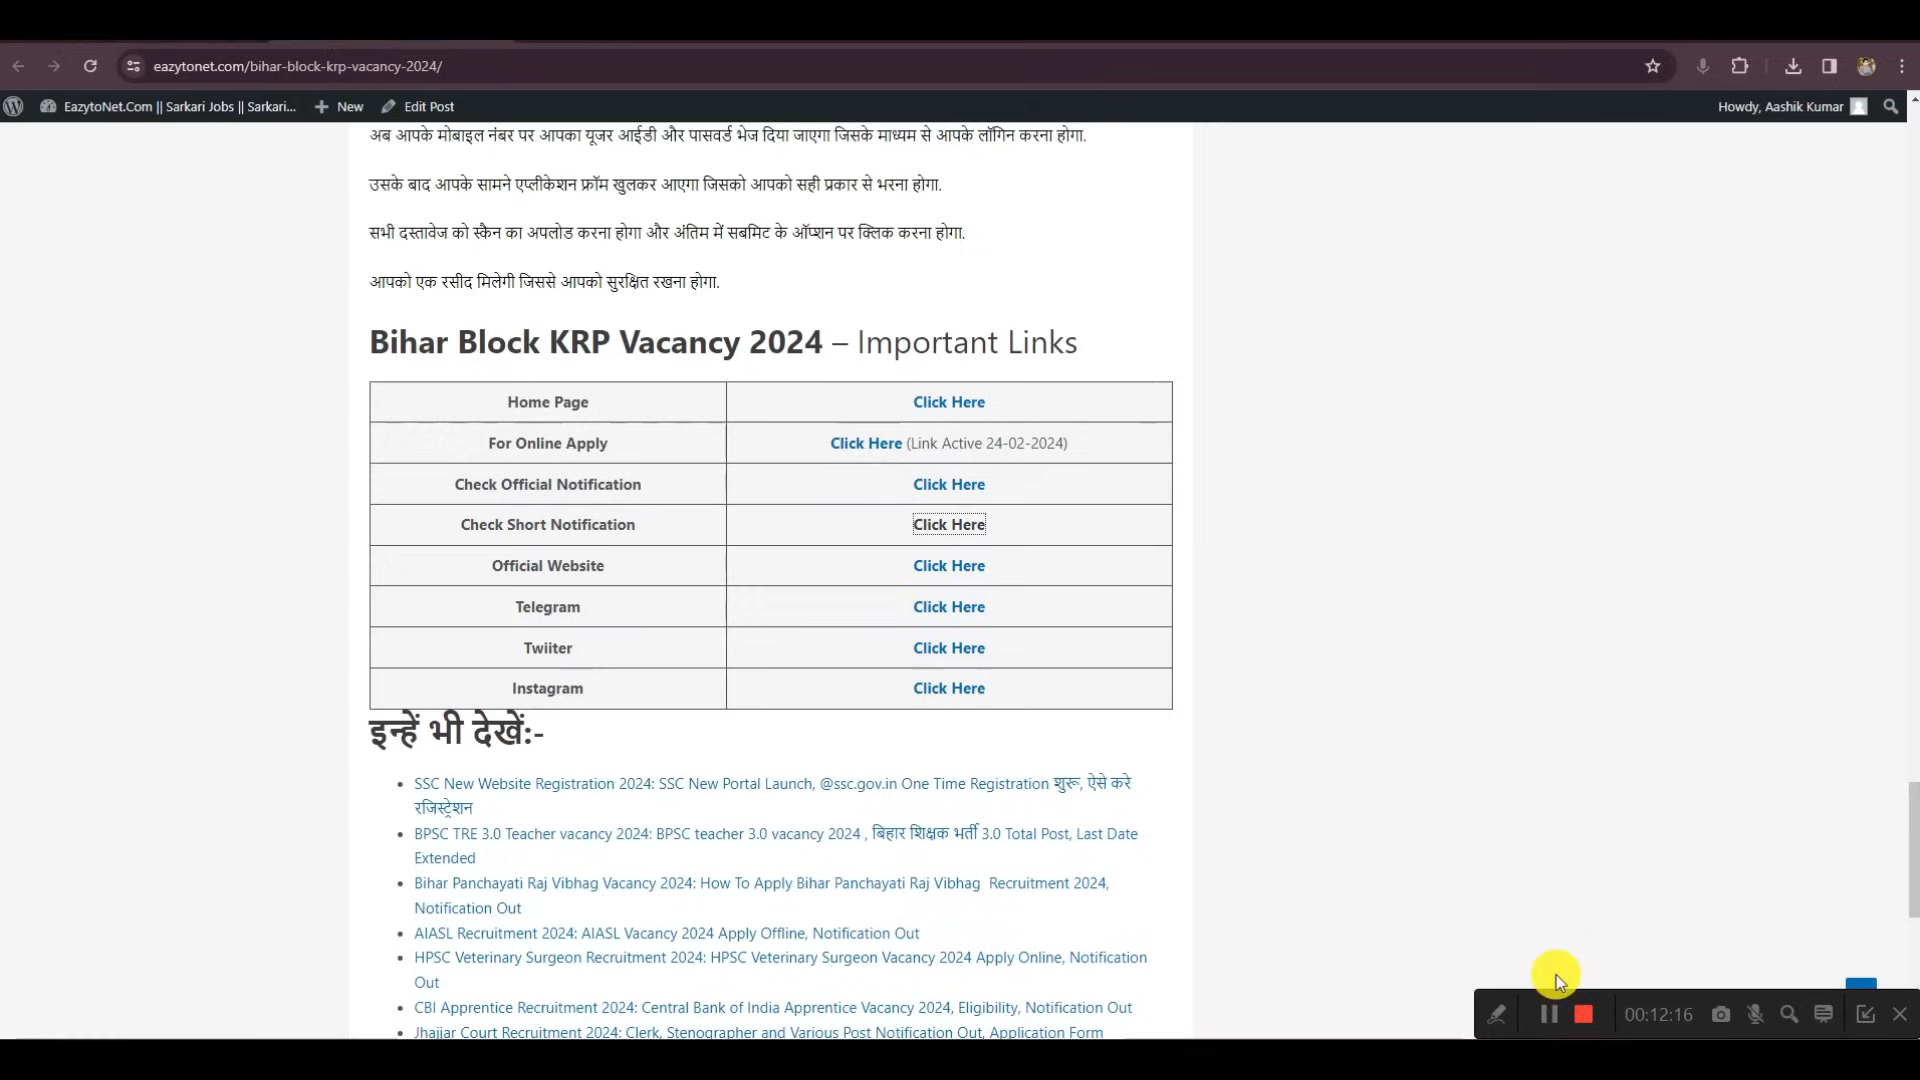 eazytonet.com/bihar-block-krp-vacancy-2024/
EazytoNet.Com || Sarkari Jobs || Sarkari... New Edit Post Howdy, Aashik Kumar
अब आपके मोबाइल नंबर पर आपका यूजर आईडी और पासवर्ड भेज दिया जाएगा जिसके माध्यम से आपके लॉगिन करना होगा.
उसके बाद आपके सामने एप्लीकेशन फ्रॉम खुलकर आएगा जिसको आपको सही प्रकार से भरना होगा.
सभी दस्तावेज को स्कैन का अपलोड करना होगा और अंतिम में सबमिट के ऑप्शन पर क्लिक करना होगा.
आपको एक रसीद मिलेगी जिससे आपको सुरक्षित रखना होगा.
Bihar Block KRP Vacancy 2024 – Important Links
Home Page Click Here
For Online Apply Click Here (Link Active 24-02-2024)
Check Official Notification Click Here
Check Short Notification Click Here
Official Website Click Here
Telegram Click Here
Twiiter Click Here
Instagram Click Here
इन्हें भी देखें:-
SSC New Website Registration 2024: SSC New Portal Launch, @ssc.gov.in One Time Registration शुरू, ऐसे करे
रजिस्ट्रेशन
BPSC TRE 3.0 Teacher vacancy 2024: BPSC teacher 3.0 vacancy 2024 , बिहार शिक्षक भर्ती 3.0 Total Post, Last Date
Extended
Bihar Panchayati Raj Vibhag Vacancy 2024: How To Apply Bihar Panchayati Raj Vibhag Recruitment 2024,
Notification Out
AIASL Recruitment 2024: AIASL Vacancy 2024 Apply Offline, Notification Out
HPSC Veterinary Surgeon Recruitment 2024: HPSC Veterinary Surgeon Vacancy 2024 Apply Online, Notification
Out
CBI Apprentice Recruitment 2024: Central Bank of India Apprentice Vacancy 2024, Eligibility, Notification Out
Jhajjar Court Recruitment 2024: Clerk, Stenographer and Various Post Notification Out, Application Form
00:12:16